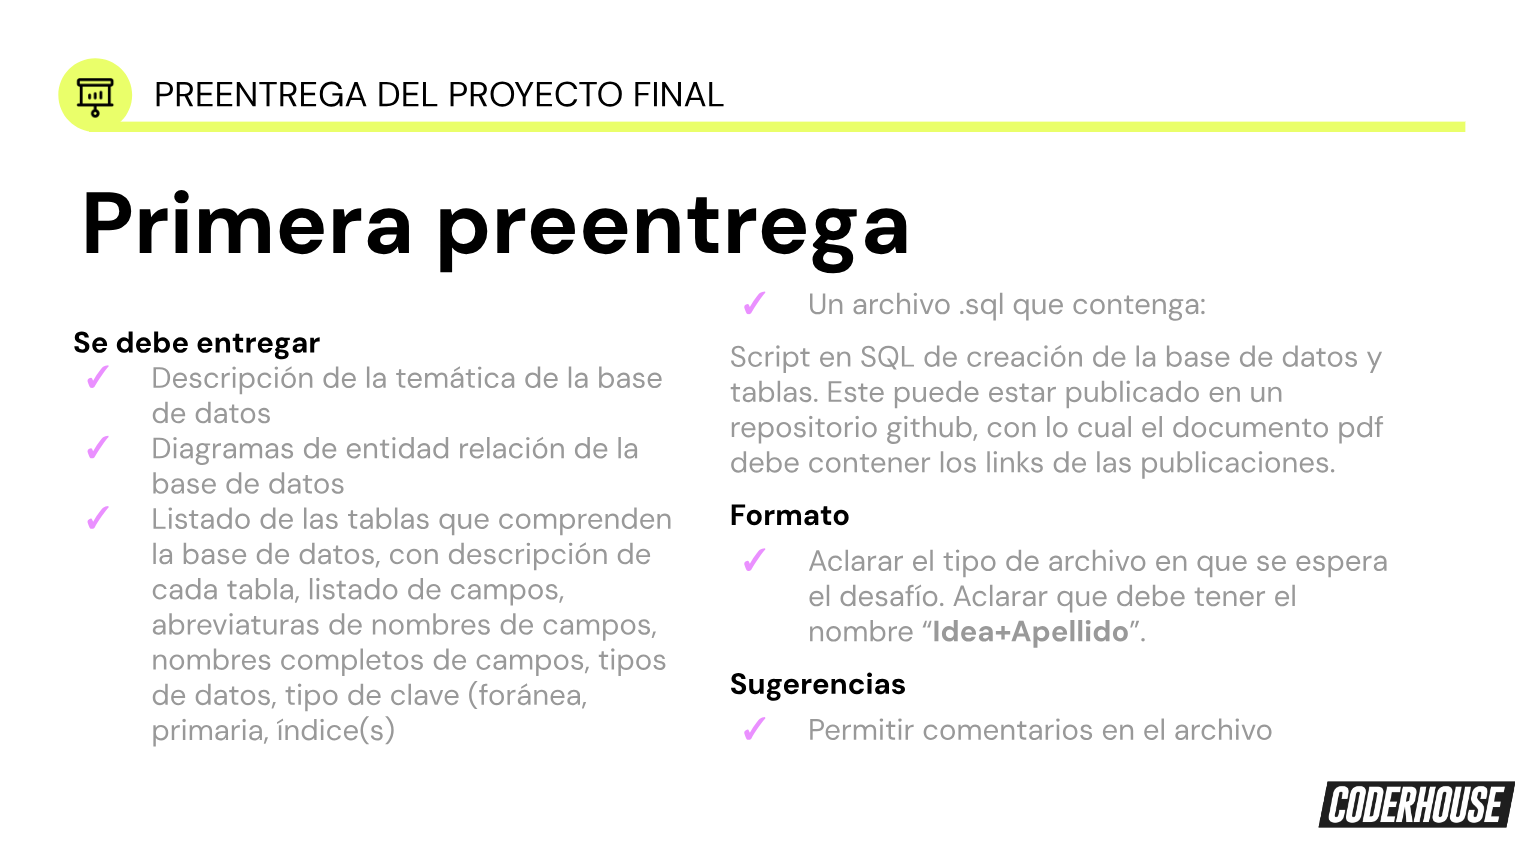 PREENTREGA DEL PROYECTO FINAL
Primera preentrega
Se debe entregar
✓ Descripción de la temática de la base
de datos
✓ Diagramas de entidad relación de la
base de datos
✓ Listado de las tablas que comprenden
la base de datos, con descripción de
cada tabla, listado de campos,
abreviaturas de nombres de campos,
nombres completos de campos, tipos
de datos, tipo de clave (foránea,
primaria, índice(s)
✓ Un archivo .sql que contenga:
Script en SQL de creación de la base de datos y
tablas. Este puede estar publicado en un
repositorio github, con lo cual el documento pdf
debe contener los links de las publicaciones.
Formato
✓ Aclarar el tipo de archivo en que se espera
el desafío. Aclarar que debe tener el
nombre “Idea+Apellido”.
Sugerencias
✓ Permitir comentarios en el archivo
CODERHOUSE